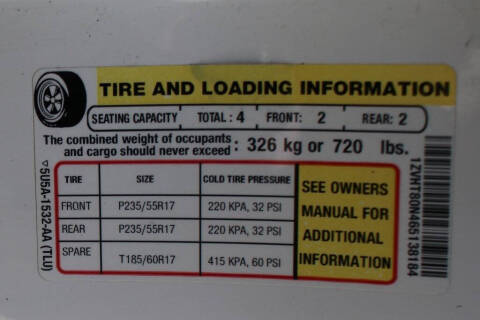 TIRE AND LOADING INFORMATION
SEATING CAPACITY TOTAL : 4 FRONT: 2 REAR: 2
The combined weight of occupants
and cargo should never exceed : 326 kg or 720 lbs.
TIRE SIZE COLD TIRE PRESSURE
FRONT P235/55R17 220 KPA, 32 PSI
REAR P235/55R17 220 KPA, 32 PSI
SPARE T185/60R17 415 KPA, 60 PSI
SEE OWNERS
MANUAL FOR
ADDITIONAL
INFORMATION
5U5A-1532-AA (TLU)
1ZVHT80N465138184